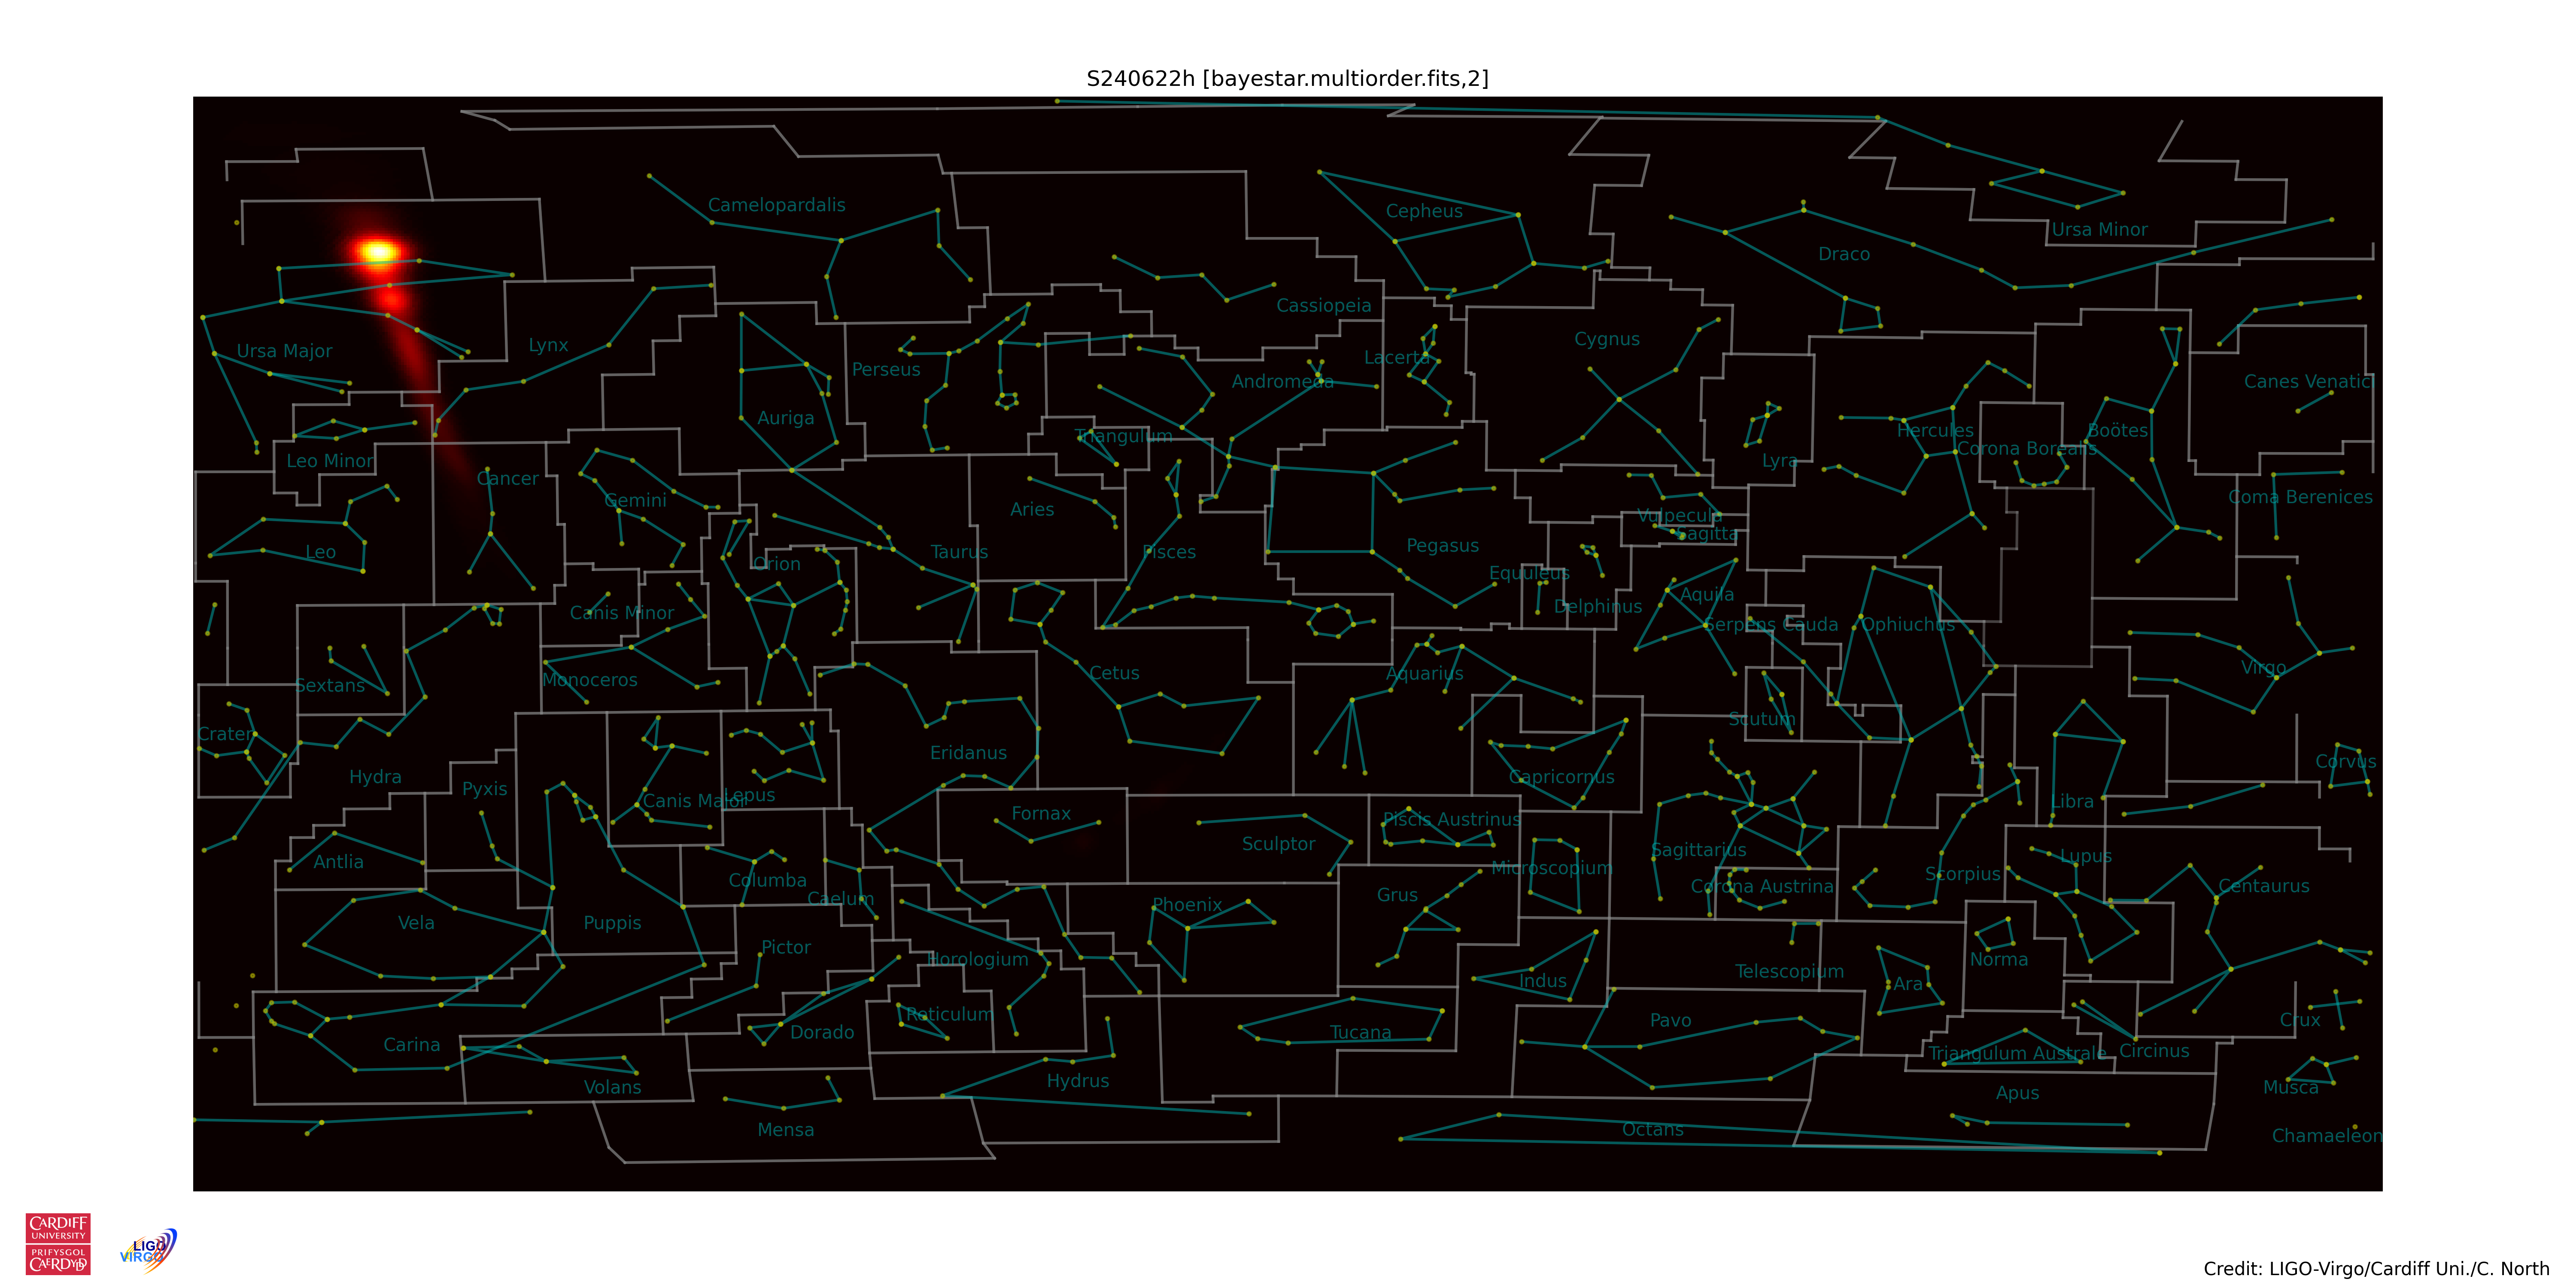 S240622h [bayestar.multiorder.fits,2]
Camelopardalis
Cepheus
Ursa Minor
Draco
Cassiopeia
Cygnus
Ursa Major
Lynx
Lacerta
Perseus
Andromeda
Canes Venatici
Auriga
Triangulum
Hercules
Boötes
Corona Borealis
Leo Minor
Lyra
Cancer
Gemini
Coma Berenices
Aries
Vulpecula
Sagitta
Leo
Taurus
Pisces
Pegasus
Orion
Equuleus
Aquila
Delphinus
Canis Minor
Serpens Cauda
Ophiuchus
Virgo
Cetus
Aquarius
Monoceros
Sextans
Scutum
Crater
Eridanus
Corvus
Hydra
Capricornus
Pyxis
Lepus
Canis Major
Libra
Fornax
Piscis Austrinus
Sculptor
Sagittarius
Lupus
Antlia
Microscopium
Scorpius
Columba
Corona Austrina
Centaurus
Grus
Caelum
Phoenix
Vela
Puppis
Pictor
Horologium
Norma
Telescopium
Indus
Ara
Reticulum
Pavo
Crux
Dorado
Tucana
Carina
Circinus
Triangulum Australe
Hydrus
Volans
Musca
Apus
Mensa
Octans
Chamaeleon
CARDIFF
UNIVERSITY
PRIFYSGOL
CAERDYDD
LIGO
VIRGO
Credit: LIGO-Virgo/Cardiff Uni./C. North